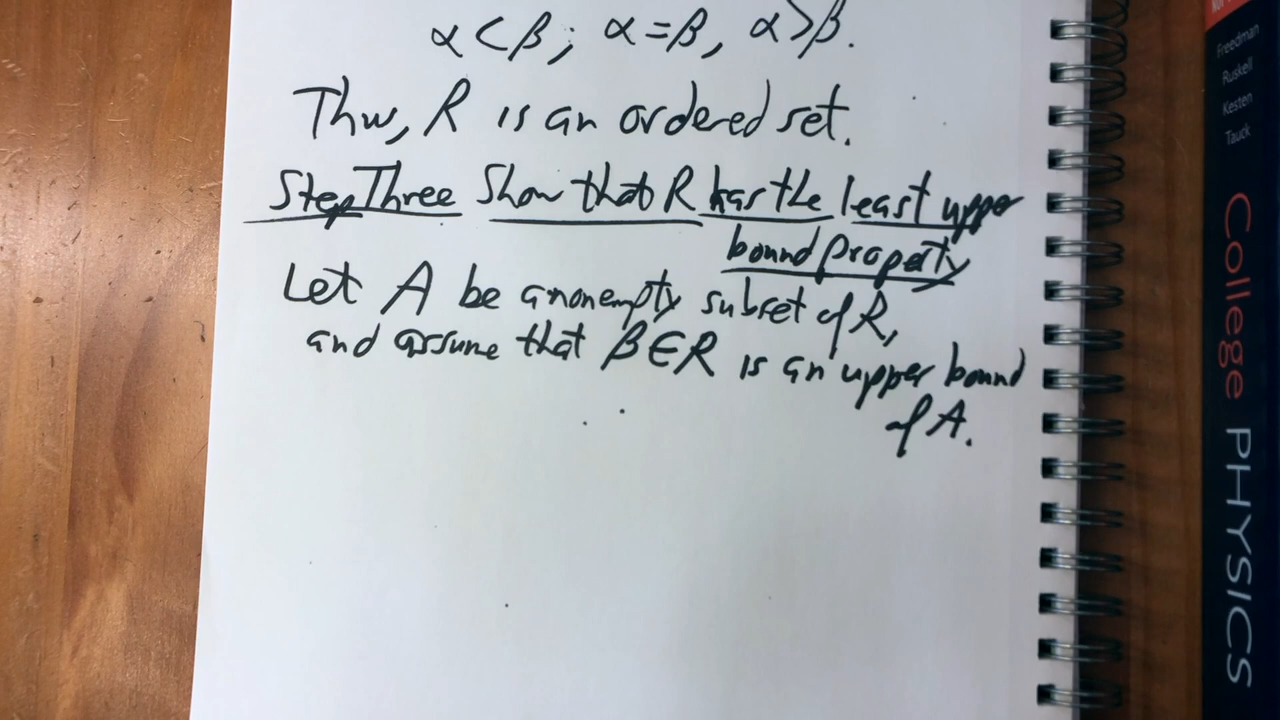 α < β; α = β, α > β.
Thus, R is an ordered set.
Step Three Show that R has the least upper
bound property
Let A be a nonempty subset of R,
and assume that β ∈ R is an upper bound
of A.
Freedman
Ruskell
Kesten
Tauck
College PHYSICS